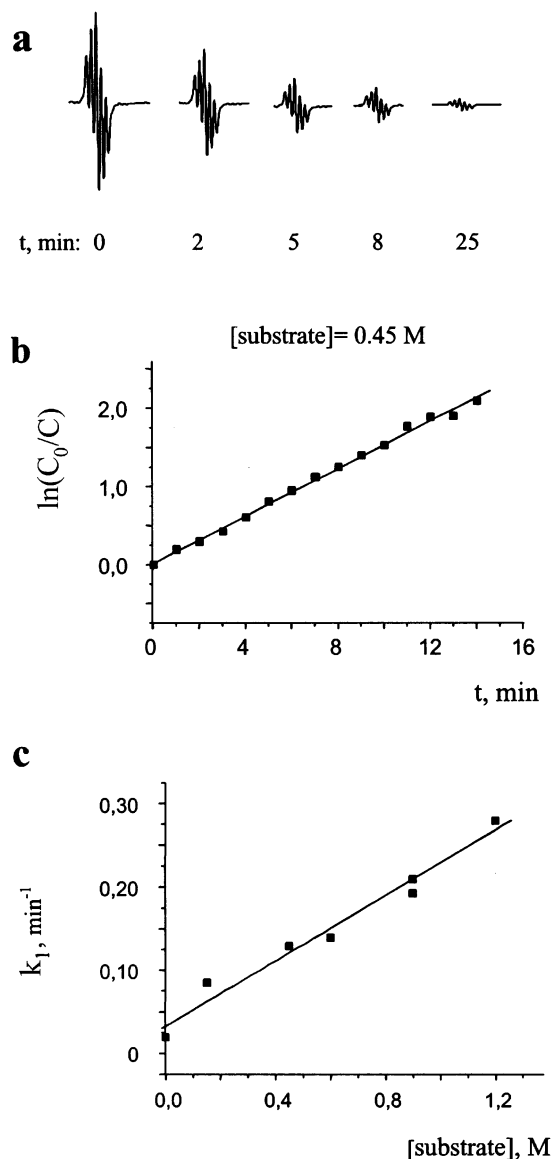 a
t, min: 0 2 5 8 25
b
[substrate]= 0.45 M
ln(C₀/C)
2,0
1,0
0,0
0 4 8 12 16
t, min
c
k₁, min⁻¹
0,30
0,20
0,10
0
0,0 0,4 0,8 1,2
[substrate], M